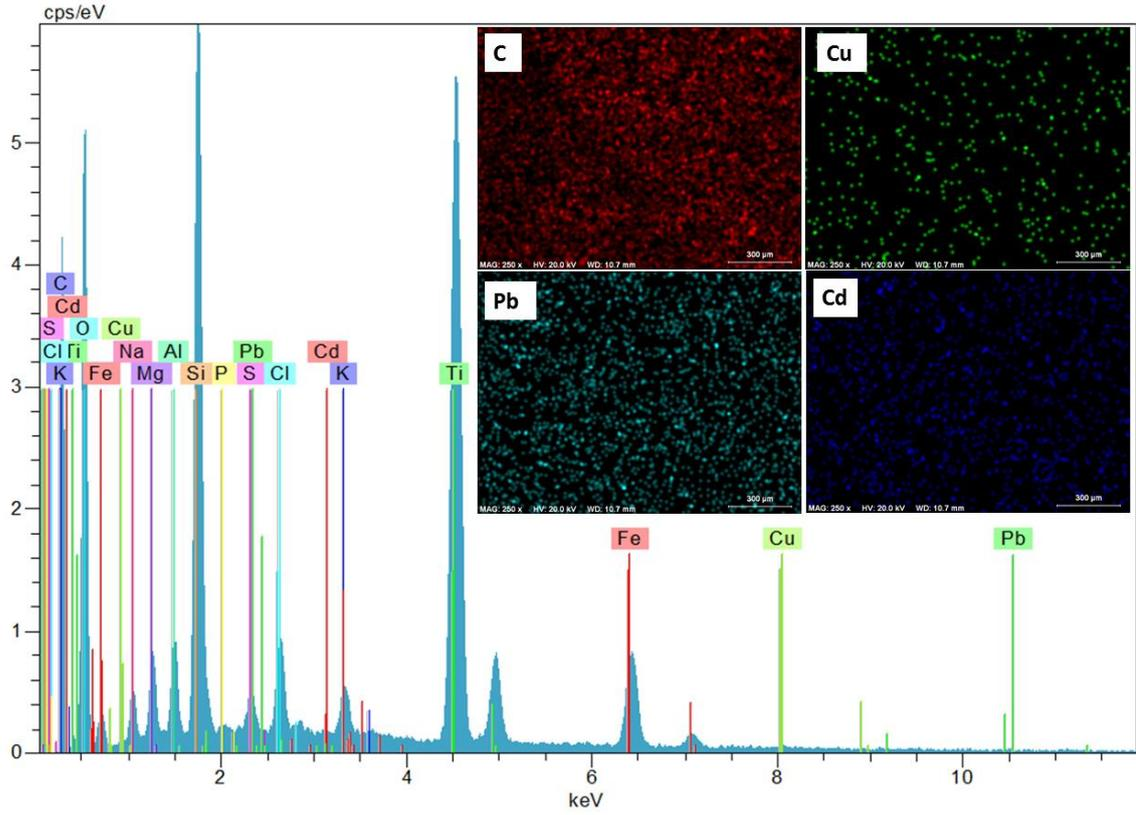 cps/eV
C
Cu
MAG: 250 x HV: 20.0 kV WD: 10.7 mm
300 µm
MAG: 250 x HV: 20.0 kV WD: 10.7 mm
300 µm
Pb
Cd
MAG: 250 x HV: 20.0 kV WD: 10.7 mm
300 µm
MAG: 250 x HV: 20.0 kV WD: 10.7 mm
300 µm
5
4
C
Cd
S O Cu
Cl Ti Na Al Pb Cd
K Fe Mg Si P S Cl K Ti
3
2
Fe Cu Pb
1
0
2 4 6 8 10
keV